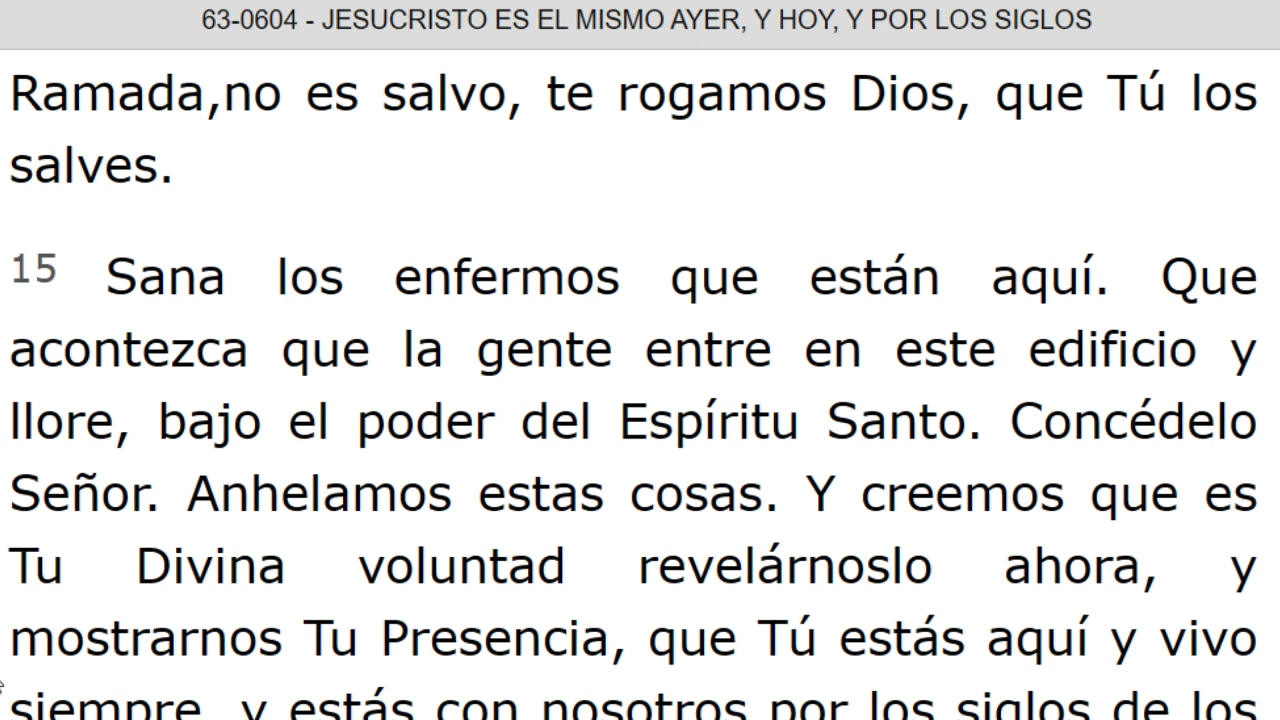 63-0604 - JESUCRISTO ES EL MISMO AYER, Y HOY, Y POR LOS SIGLOS
Ramada,no es salvo, te rogamos Dios, que Tú los
salves.
15 Sana los enfermos que están aquí. Que
acontezca que la gente entre en este edificio y
llore, bajo el poder del Espíritu Santo. Concédelo
Señor. Anhelamos estas cosas. Y creemos que es
Tu Divina voluntad revelárnoslo ahora, y
mostrarnos Tu Presencia, que Tú estás aquí y vivo
siempre, y estás con nosotros por los siglos de los